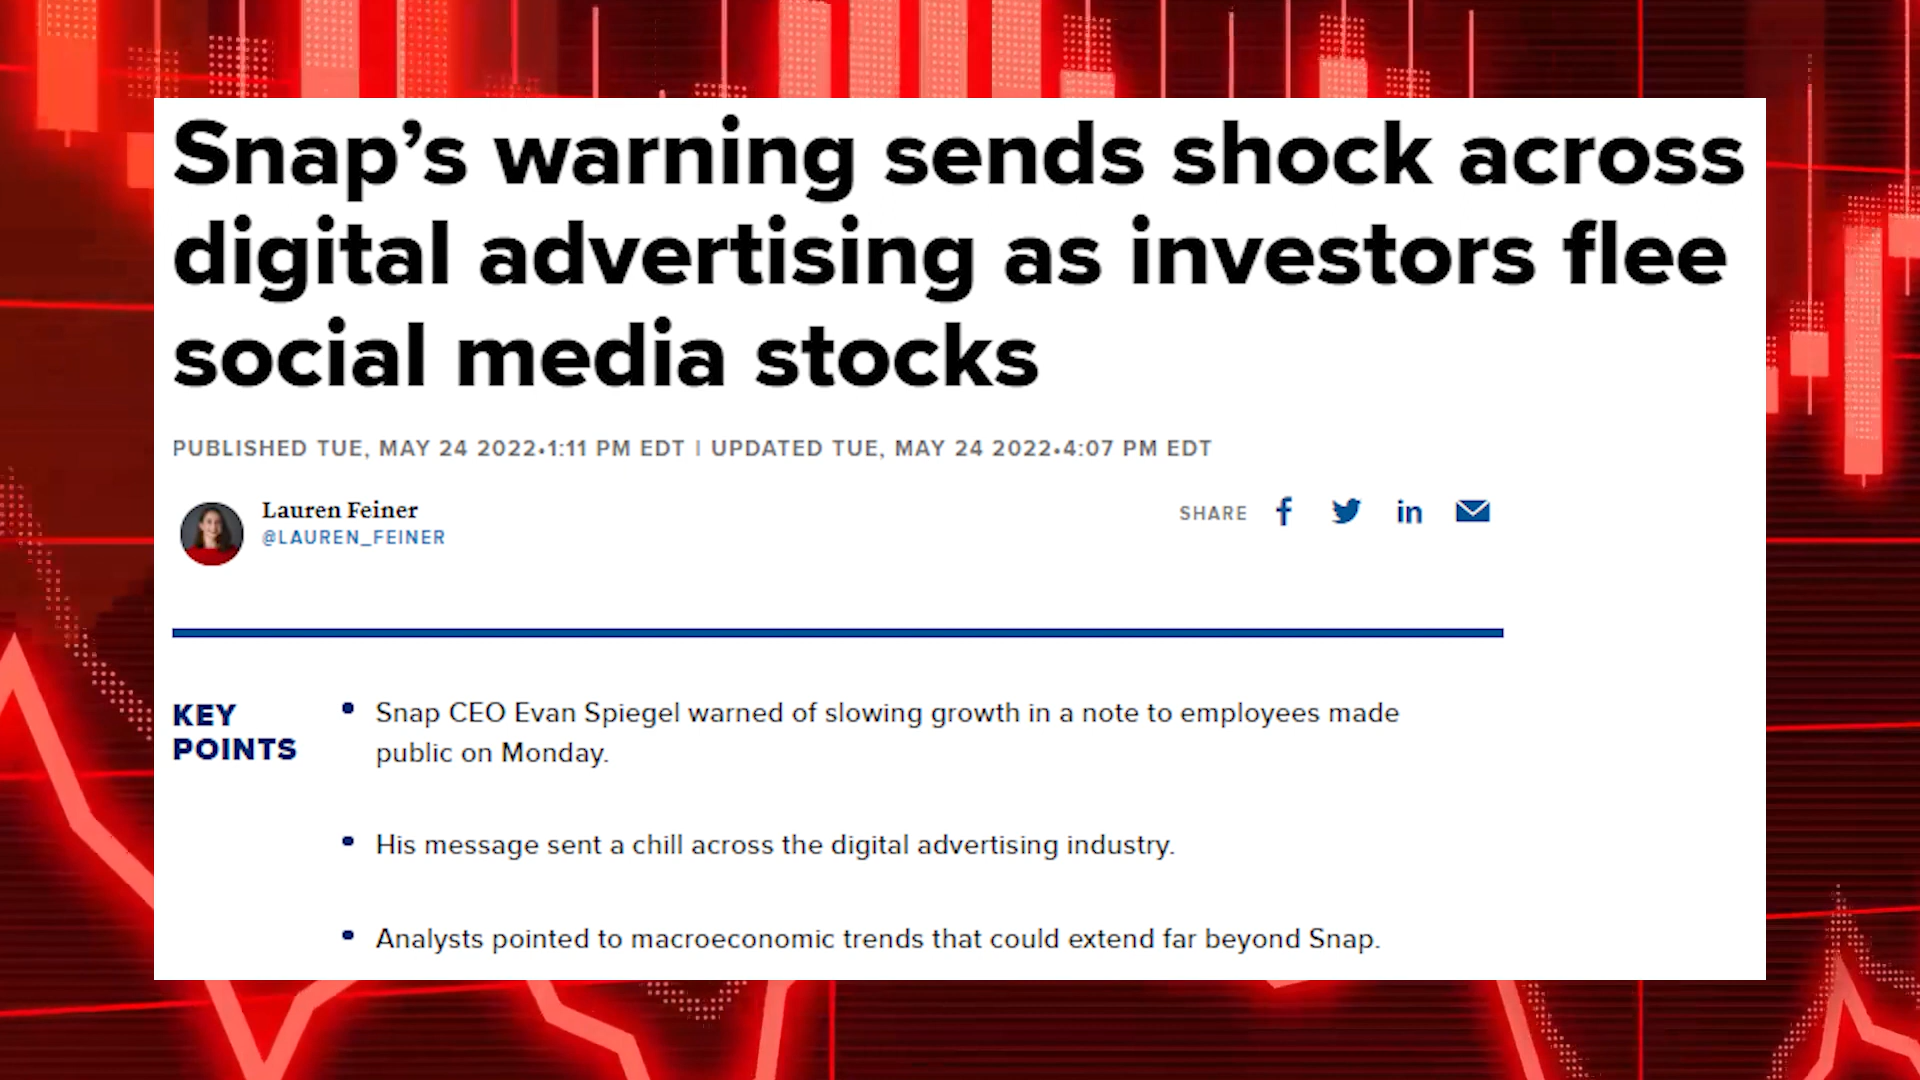 Snap’s warning sends shock across
digital advertising as investors flee
social media stocks
PUBLISHED TUE, MAY 24 2022•1:11 PM EDT | UPDATED TUE, MAY 24 2022•4:07 PM EDT
Lauren Feiner
@LAUREN_FEINER
SHARE
KEY
POINTS
• Snap CEO Evan Spiegel warned of slowing growth in a note to employees made
public on Monday.
• His message sent a chill across the digital advertising industry.
• Analysts pointed to macroeconomic trends that could extend far beyond Snap.